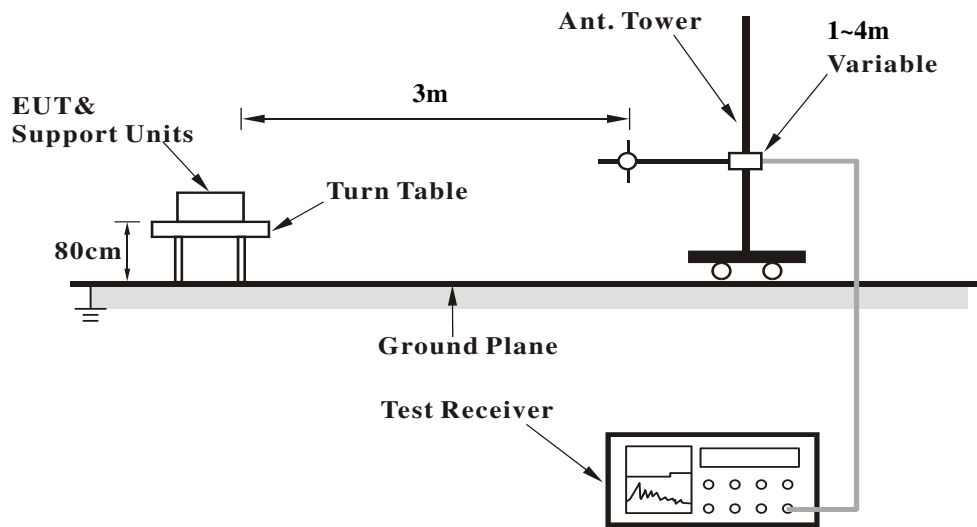 Ant. Tower
1~4m
Variable
3m
EUT&
Support Units
Turn Table
80cm
Ground Plane
Test Receiver